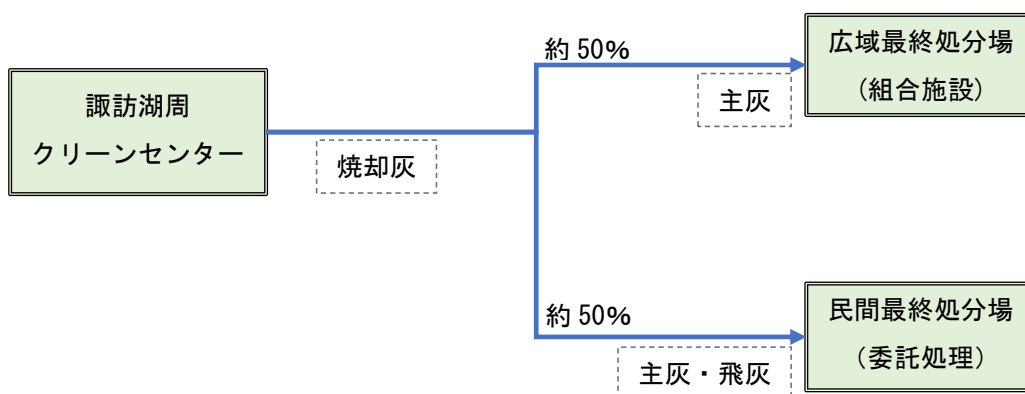 諏訪湖周
クリーンセンター
焼却灰
約 50%
主灰
広域最終処分場
(組合施設)
約 50%
主灰・飛灰
民間最終処分場
(委託処理)